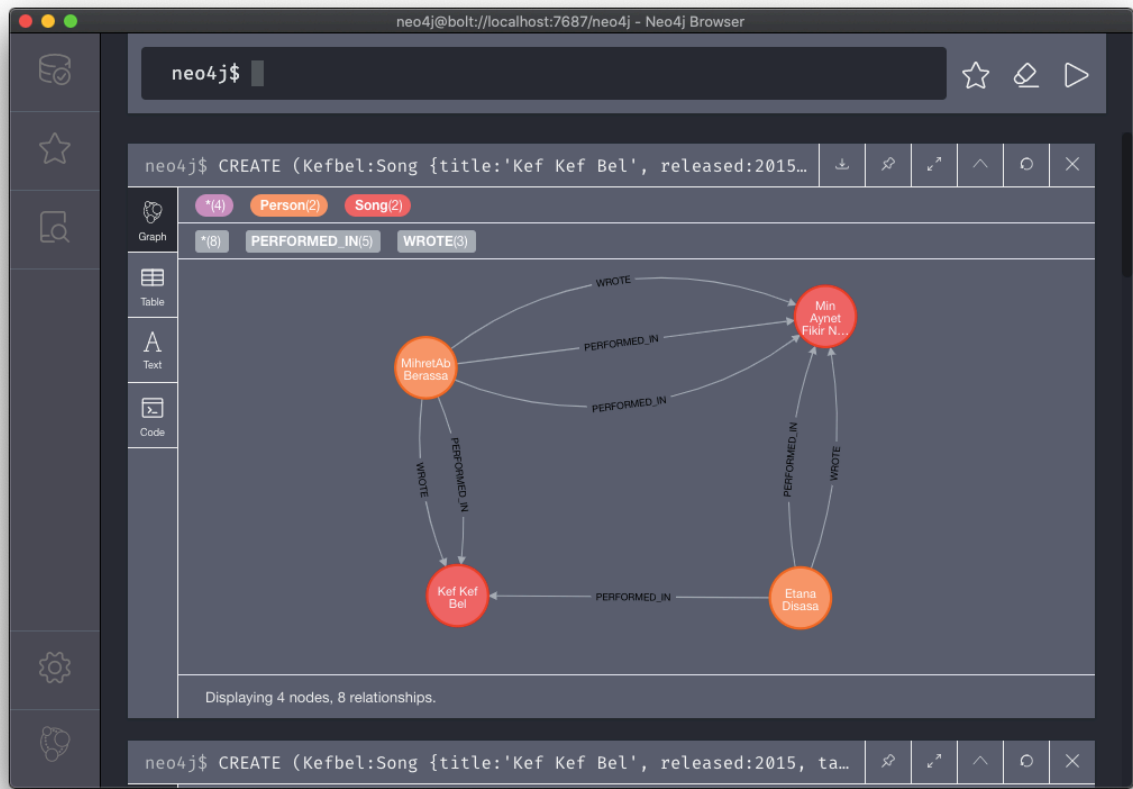 neo4j@bolt://localhost:7687/neo4j - Neo4j Browser
neo4j$
neo4j$ CREATE (Kefbel:Song {title:'Kef Kef Bel', released:2015…
*(4) Person(2) Song(2)
Graph
*(8) PERFORMED_IN(5) WROTE(3)
Table
A
Text
Code
WROTE
Min
Aynet
Fikir N…
PERFORMED_IN
MihretAb
Berassa
PERFORMED_IN
WROTE
PERFORMED_IN
PERFORMED_IN
WROTE
Kef Kef
Bel
PERFORMED_IN
Etana
Disasa
Displaying 4 nodes, 8 relationships.
neo4j$ CREATE (Kefbel:Song {title:'Kef Kef Bel', released:2015, ta…